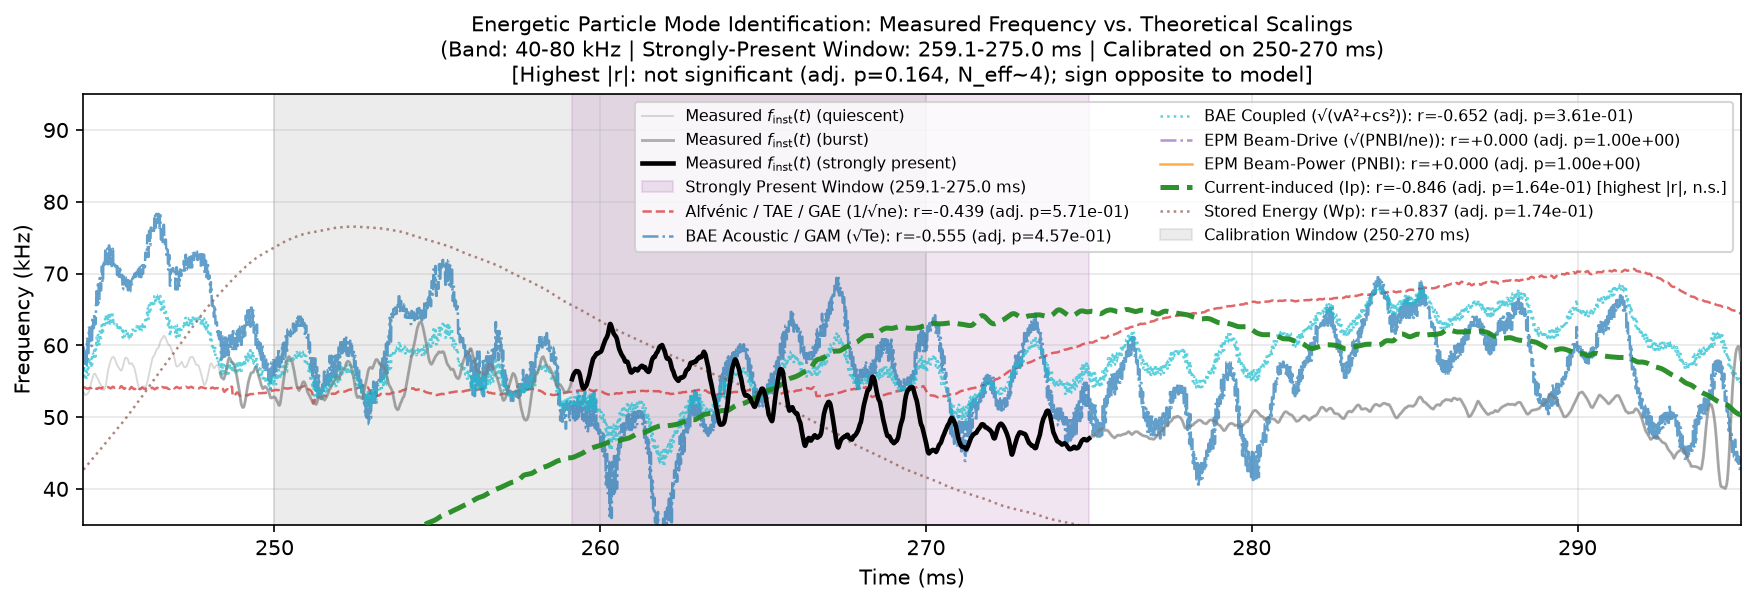 Energetic Particle Mode Identification: Measured Frequency vs. Theoretical Scalings
(Band: 40-80 kHz | Strongly-Present Window: 259.1-275.0 ms | Calibrated on 250-270 ms)
[Highest |r|: not significant (adj. p=0.164, N_eff~4); sign opposite to model]
Measured f_inst(t) (quiescent)
Measured f_inst(t) (burst)
Measured f_inst(t) (strongly present)
Strongly Present Window (259.1-275.0 ms)
Alfvénic / TAE / GAE (1/√ne): r=-0.439 (adj. p=5.71e-01)
BAE Acoustic / GAM (√Te): r=-0.555 (adj. p=4.57e-01)
BAE Coupled (√(vA²+cs²)): r=-0.652 (adj. p=3.61e-01)
EPM Beam-Drive (√(PNBI/ne)): r=+0.000 (adj. p=1.00e+00)
EPM Beam-Power (PNBI): r=+0.000 (adj. p=1.00e+00)
Current-induced (Ip): r=-0.846 (adj. p=1.64e-01) [highest |r|, n.s.]
Stored Energy (Wp): r=+0.837 (adj. p=1.74e-01)
Calibration Window (250-270 ms)
Frequency (kHz)
90
80
70
60
50
40
250
260
270
280
290
Time (ms)